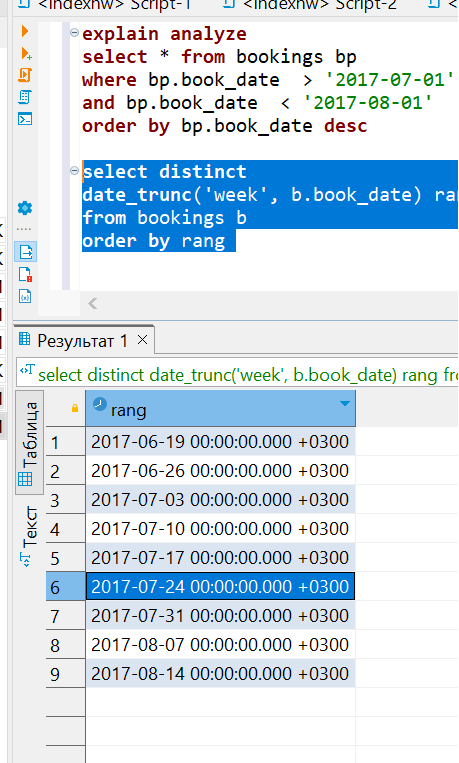 <indexhw> Script-1
<indexhw> Script-2
<
explain analyze
select * from bookings bp
where bp.book_date  > '2017-07-01'
and bp.book_date  < '2017-08-01'
order by bp.book_date desc
select distinct
date_trunc('week', b.book_date) ran
from bookings b
order by rang
Результат 1
select distinct date_trunc('week', b.book_date) rang fro
Таблица
Текст
rang
1 2017-06-19 00:00:00.000 +0300
2 2017-06-26 00:00:00.000 +0300
3 2017-07-03 00:00:00.000 +0300
4 2017-07-10 00:00:00.000 +0300
5 2017-07-17 00:00:00.000 +0300
6 2017-07-24 00:00:00.000 +0300
7 2017-07-31 00:00:00.000 +0300
8 2017-08-07 00:00:00.000 +0300
9 2017-08-14 00:00:00.000 +0300